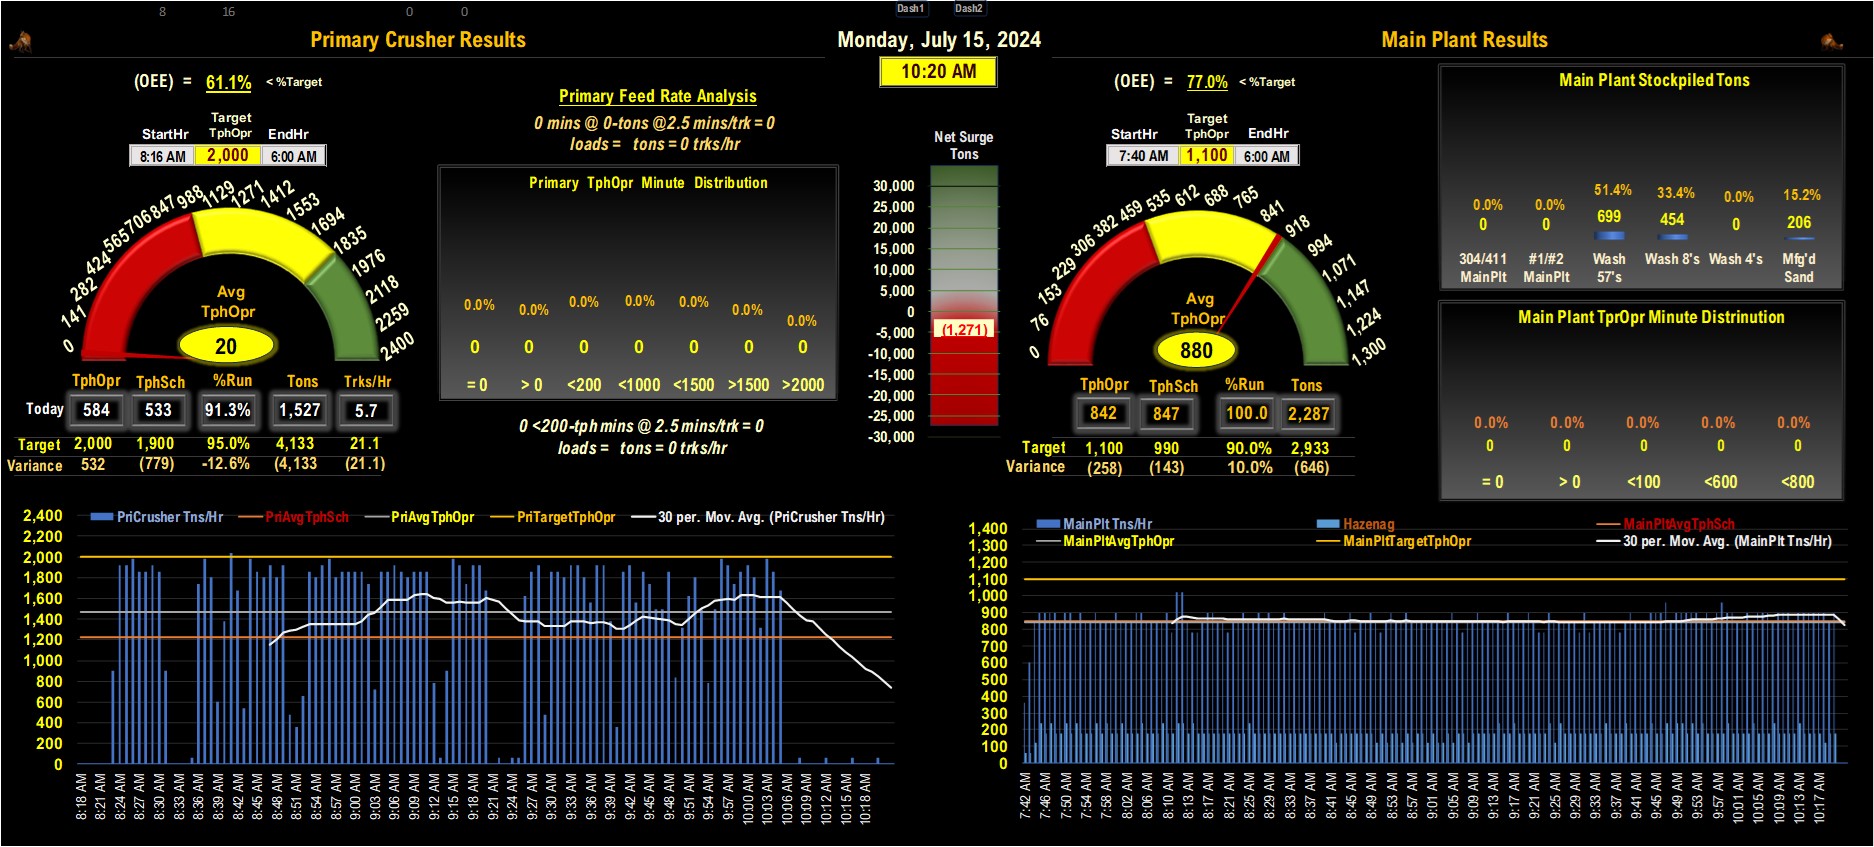 8 16 0 0 Dash1 Dash2
Primary Crusher Results
Monday, July 15, 2024
Main Plant Results
10:20 AM
(OEE) = 61.1% < %Target
Target
StartHr TphOpr EndHr
8:16 AM 2,000 6:00 AM
0 141 282 424 565 706 847 988 1129 1271 1412 1553 1694 1835 1976 2118 2259 2400
Avg
TphOpr
20
TphOpr TphSch %Run Tons Trks/Hr
Today 584 533 91.3% 1,527 5.7
Target 2,000 1,900 95.0% 4,133 21.1
Variance 532 (779) -12.6% (4,133 (21.1)
Primary Feed Rate Analysis
0 mins @ 0-tons @2.5 mins/trk = 0
loads = tons = 0 trks/hr
Primary TphOpr Minute Distribution
0.0% 0.0% 0.0% 0.0% 0.0% 0.0% 0.0%
0 0 0 0 0 0 0
= 0 > 0 <200 <1000 <1500 >1500 >2000
0 <200-tph mins @ 2.5 mins/trk = 0
loads = tons = 0 trks/hr
Net Surge
Tons
30,000
25,000
20,000
15,000
10,000
5,000
0
-5,000
-10,000
-15,000
-20,000
-25,000
-30,000
(1,271)
(OEE) = 77.0% < %Target
Target
StartHr TphOpr EndHr
7:40 AM 1,100 6:00 AM
0 76 153 229 306 382 459 535 612 688 765 841 918 994 1,071 1,147 1,224 1,300
Avg
TphOpr
880
TphOpr TphSch %Run Tons
842 847 100.0 2,287
Target 1,100 990 90.0% 2,933
Variance (258) (143) 10.0% (646)
Main Plant Stockpiled Tons
0.0% 0.0% 51.4% 33.4% 0.0% 15.2%
0 0 699 454 0 206
304/411 #1/#2 Wash Wash 8's Wash 4's Mfg'd
MainPlt MainPlt 57's Sand
Main Plant TprOpr Minute Distrinution
0.0% 0.0% 0.0% 0.0% 0.0%
0 0 0 0 0
= 0 > 0 <100 <600 <800
PriCrusher Tns/Hr PriAvgTphSch PriAvgTphOpr PriTargetTphOpr 30 per. Mov. Avg. (PriCrusher Tns/Hr)
2,400
2,200
2,000
1,800
1,600
1,400
1,200
1,000
800
600
400
200
0
8:18 AM 8:21 AM 8:24 AM 8:27 AM 8:30 AM 8:33 AM 8:36 AM 8:39 AM 8:42 AM 8:45 AM 8:48 AM 8:51 AM 8:54 AM 8:57 AM 9:00 AM 9:03 AM 9:06 AM 9:09 AM 9:12 AM 9:15 AM 9:18 AM 9:21 AM 9:24 AM 9:27 AM 9:30 AM 9:33 AM 9:36 AM 9:39 AM 9:42 AM 9:45 AM 9:48 AM 9:51 AM 9:54 AM 9:57 AM 10:00 AM 10:03 AM 10:06 AM 10:09 AM 10:12 AM 10:15 AM 10:18 AM
MainPlt Tns/Hr Hazenag MainPltAvgTphSch
MainPltAvgTphOpr MainPltTargetTphOpr 30 per. Mov. Avg. (MainPlt Tns/Hr)
1,400
1,300
1,200
1,100
1,000
900
800
700
600
500
400
300
200
100
0
7:42 AM 7:46 AM 7:50 AM 7:54 AM 7:58 AM 8:02 AM 8:06 AM 8:10 AM 8:13 AM 8:17 AM 8:21 AM 8:25 AM 8:29 AM 8:33 AM 8:37 AM 8:41 AM 8:45 AM 8:49 AM 8:53 AM 8:57 AM 9:01 AM 9:05 AM 9:09 AM 9:13 AM 9:17 AM 9:21 AM 9:25 AM 9:29 AM 9:33 AM 9:37 AM 9:41 AM 9:45 AM 9:49 AM 9:53 AM 9:57 AM 10:01 AM 10:05 AM 10:09 AM 10:13 AM 10:17 AM